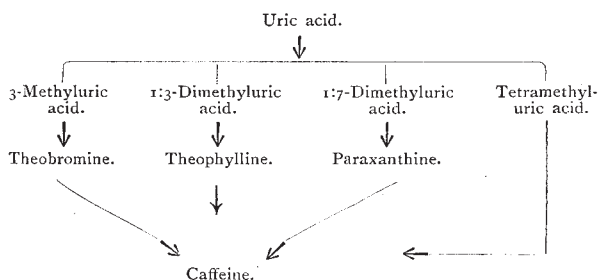 Uric acid.
3-Methyluric 1:3-Dimethyluric 1:7-Dimethyluric Tetramethyl-
acid. acid. acid. uric acid.
Theobromine. Theophylline. Paraxanthine.
Caffeine.